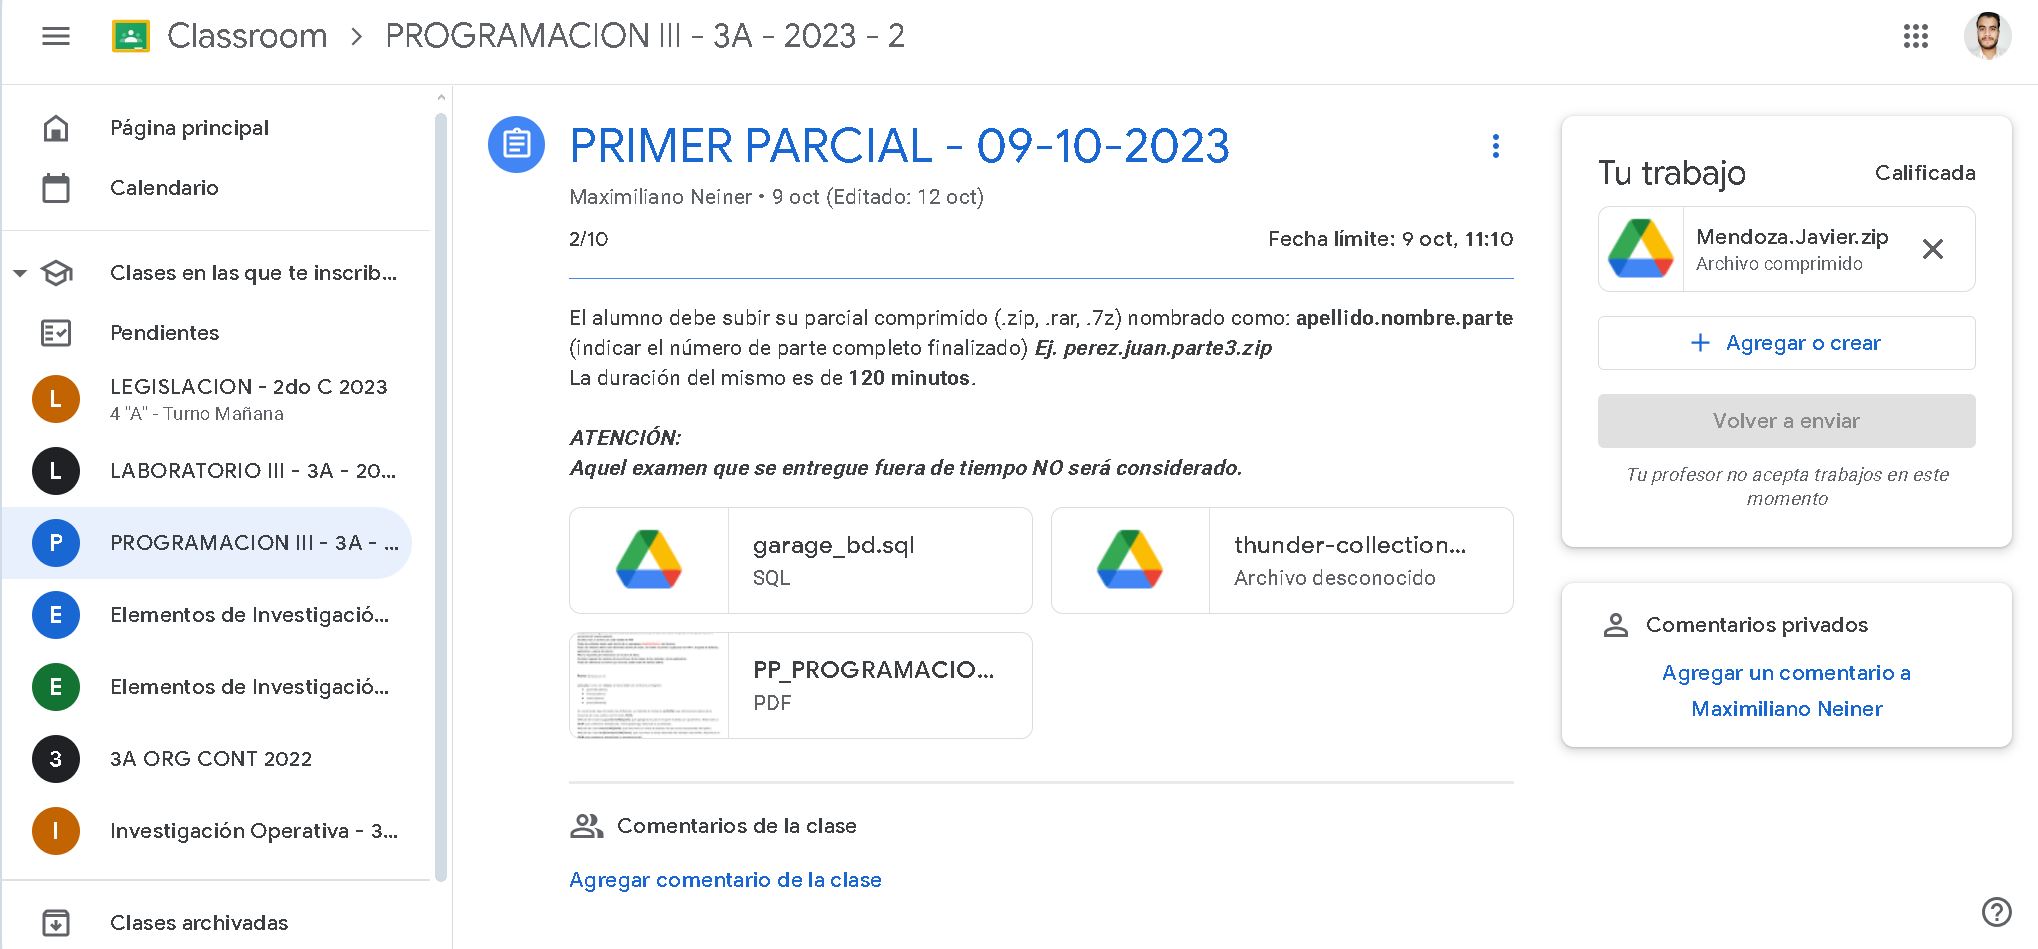 Classroom > PROGRAMACION III - 3A - 2023 - 2
Página principal
Calendario
Clases en las que te inscrib...
Pendientes
L
LEGISLACION - 2do C 2023
4 "A" - Turno Mañana
L
LABORATORIO III - 3A - 20...
P
PROGRAMACION III - 3A - ...
E
Elementos de Investigació...
E
Elementos de Investigació...
3
3A ORG CONT 2022
I
Investigación Operativa - 3...
Clases archivadas
PRIMER PARCIAL - 09-10-2023
Maximiliano Neiner • 9 oct (Editado: 12 oct)
2/10
Fecha límite: 9 oct, 11:10
El alumno debe subir su parcial comprimido (.zip, .rar, .7z) nombrado como: apellido.nombre.parte
(indicar el número de parte completo finalizado) Ej. perez.juan.parte3.zip
La duración del mismo es de 120 minutos.
ATENCIÓN:
Aquel examen que se entregue fuera de tiempo NO será considerado.
garage_bd.sql
SQL
thunder-collection...
Archivo desconocido
PP_PROGRAMACIO...
PDF
Comentarios de la clase
Agregar comentario de la clase
Tu trabajo
Calificada
Mendoza.Javier.zip
Archivo comprimido
+ Agregar o crear
Volver a enviar
Tu profesor no acepta trabajos en este
momento
Comentarios privados
Agregar un comentario a
Maximiliano Neiner